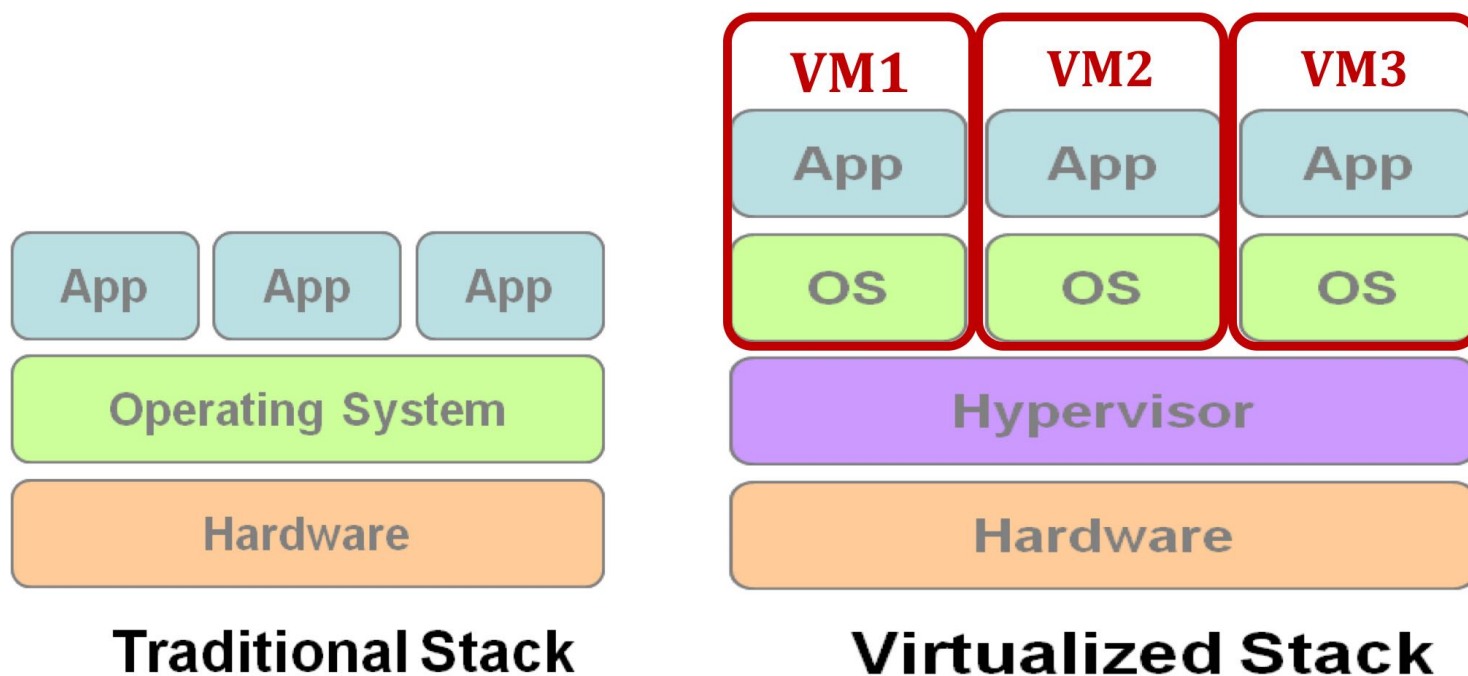 VM1 VM2 VM3
App App App
OS OS OS
App App App
Operating System
Hypervisor
Hardware
Hardware
Traditional Stack
Virtualized Stack